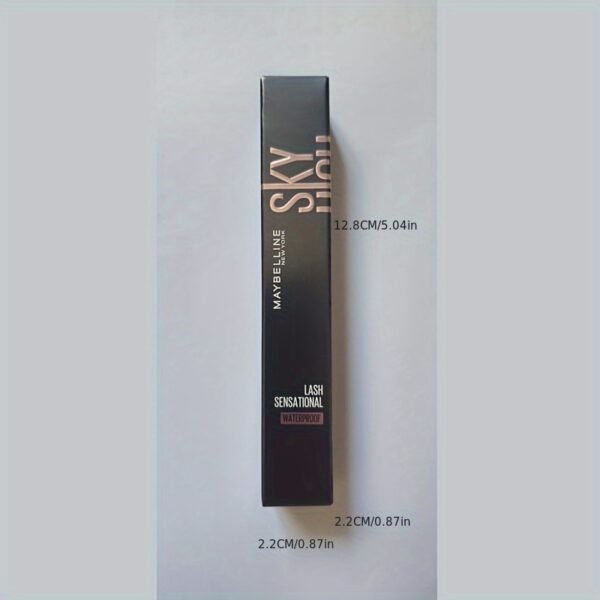 SKY
12.8CM/5.04in
MAYBELLINE
NEW YORK
LASH
SENSATIONAL
WATERPROOF
2.2CM/0.87in
2.2CM/0.87in